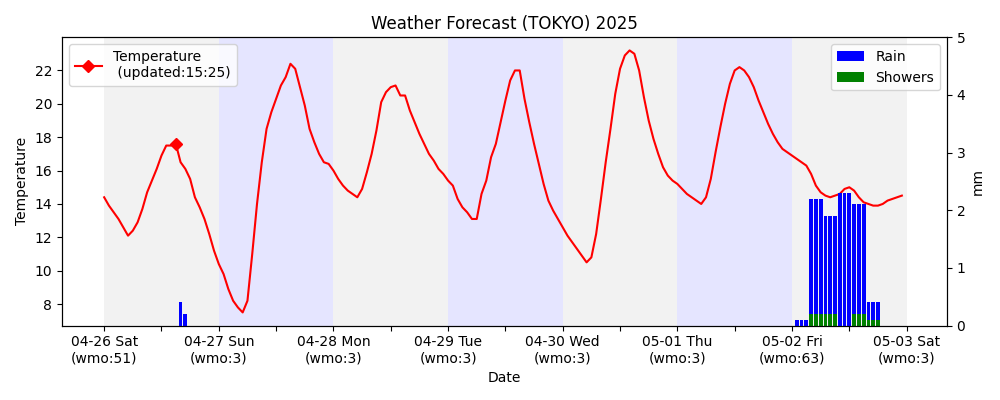 Weather Forecast (TOKYO) 2025
Temperature
(updated:15:25)
Rain
Showers
Temperature
22
20
18
16
14
12
10
8
5
4
3
2
1
0
mm
04-26 Sat
(wmo:51)
04-27 Sun
(wmo:3)
04-28 Mon
(wmo:3)
04-29 Tue
(wmo:3)
04-30 Wed
(wmo:3)
05-01 Thu
(wmo:3)
05-02 Fri
(wmo:63)
05-03 Sat
(wmo:3)
Date